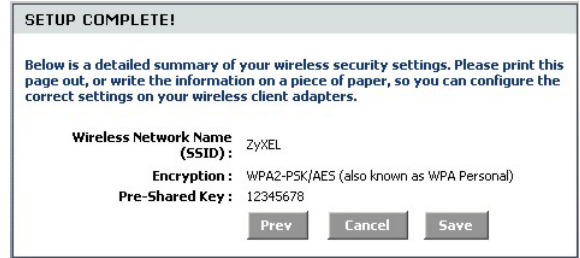 SETUP COMPLETE!
Below is a detailed summary of your wireless security settings. Please print this
page out, or write the information on a piece of paper, so you can configure the
correct settings on your wireless client adapters.
Wireless Network Name
(SSID) :
ZyXEL
Encryption : WPA2-PSK/AES (also known as WPA Personal)
Pre-Shared Key : 12345678
Prev Cancel Save